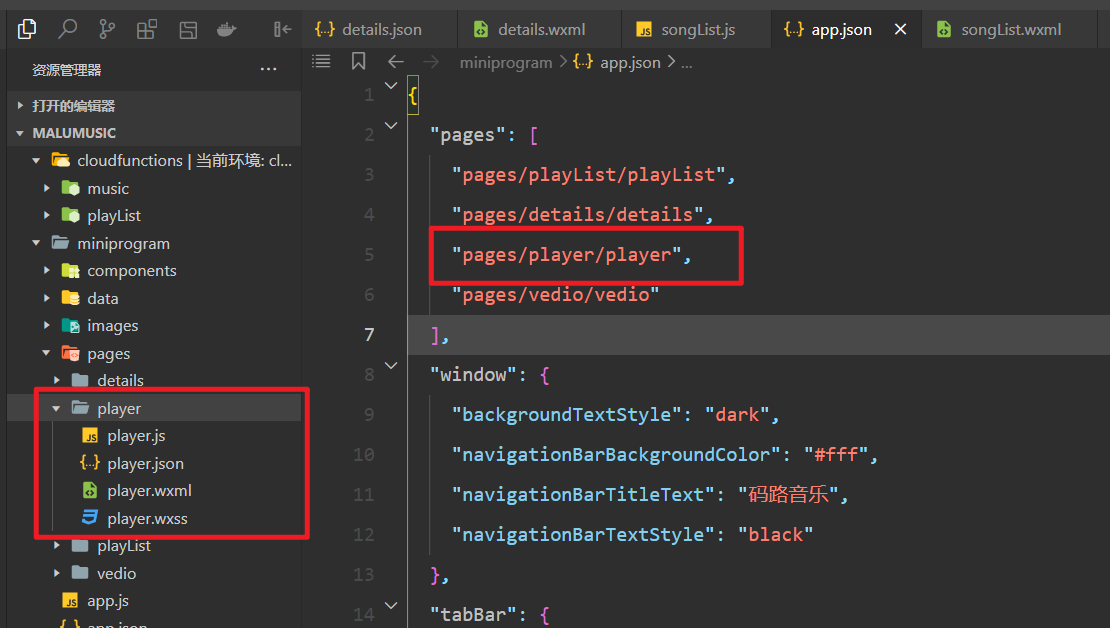 details.json
details.wxml
songList.js
app.json
songList.wxml
资源管理器
miniprogram
app.json
...
打开的编辑器
MALUMUSIC
cloudfunctions | 当前环境: cl...
music
playList
miniprogram
components
data
images
pages
details
player
player.js
player.json
player.wxml
player.wxss
playList
vedio
app.js
app.json
1 {
2 "pages": [
3 "pages/playList/playList",
4 "pages/details/details",
5 "pages/player/player",
6 "pages/vedio/vedio"
7 ],
8 "window": {
9 "backgroundTextStyle": "dark",
10 "navigationBarBackgroundColor": "#fff",
11 "navigationBarTitleText": "码路音乐",
12 "navigationBarTextStyle": "black"
13 },
14 "tabBar": {